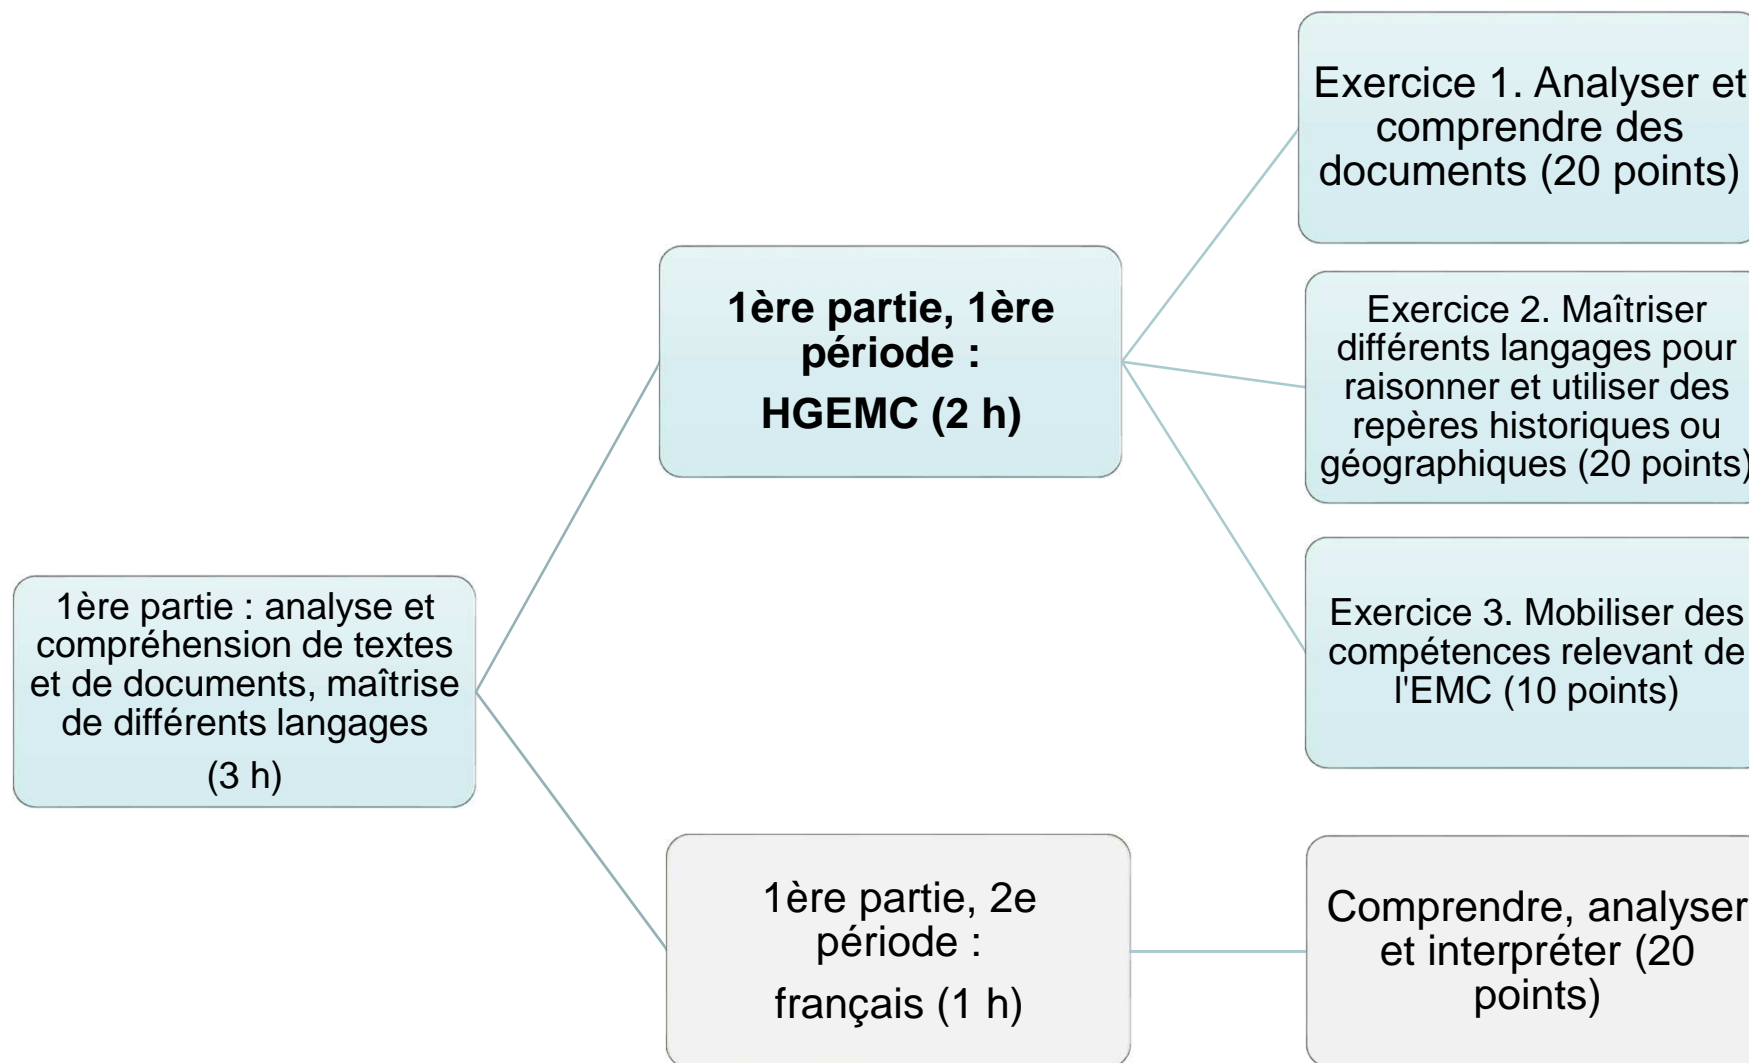 1ère partie : analyse et
compréhension de textes
et de documents, maîtrise
de différents langages
(3 h)
1ère partie, 1ère
période :
HGEMC (2 h)
Exercice 1. Analyser et
comprendre des
documents (20 points)
Exercice 2. Maîtriser
différents langages pour
raisonner et utiliser des
repères historiques ou
géographiques (20 points)
Exercice 3. Mobiliser des
compétences relevant de
l'EMC (10 points)
1ère partie, 2e
période :
français (1 h)
Comprendre, analyser
et interpréter (20
points)